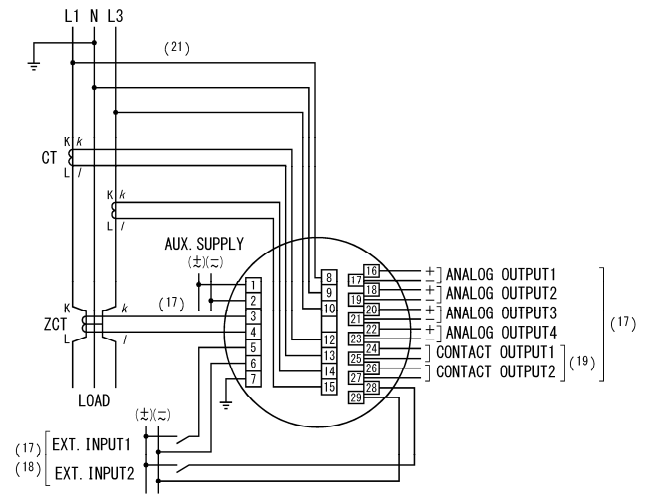 L1 N L3
(21)
K k
CT
L l
K k
L l
AUX. SUPPLY
(±)(∓)
(17)
K k
ZCT
L l
LOAD
1
2
3
4
5
6
7
8
9
10
12
13
14
15
16
17
18
19
20
21
22
23
24
25
26
27
28
29
+
− ANALOG OUTPUT1
+
− ANALOG OUTPUT2
+
− ANALOG OUTPUT3
+
− ANALOG OUTPUT4
CONTACT OUTPUT1
CONTACT OUTPUT2
(19)
(17)
(±)(∓)
(17) EXT. INPUT1
(18) EXT. INPUT2